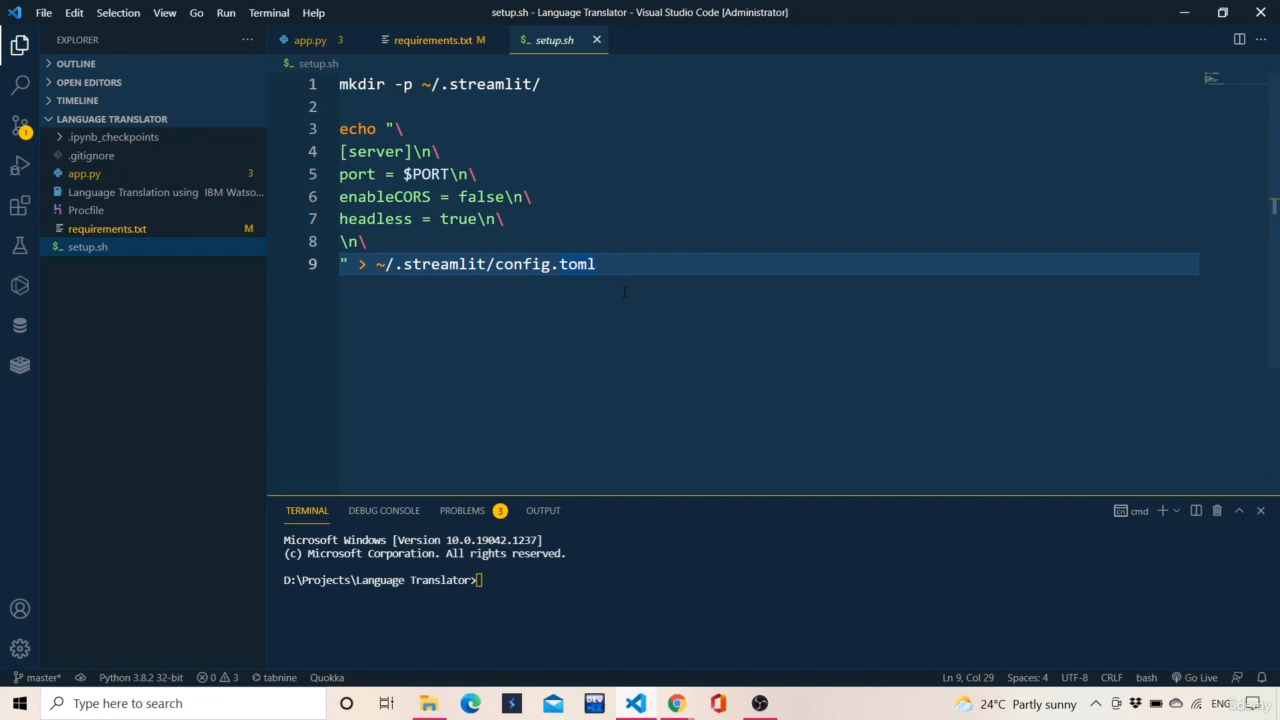 File Edit Selection View Go Run Terminal Help
setup.sh - Language Translator - Visual Studio Code [Administrator]
EXPLORER
OUTLINE
OPEN EDITORS
TIMELINE
LANGUAGE TRANSLATOR
.ipynb_checkpoints
.gitignore
app.py 3
Language Translation using IBM Watso...
Procfile
requirements.txt M
setup.sh
1
app.py 3 requirements.txt M setup.sh
setup.sh
1 mkdir -p ~/.streamlit/
2
3 echo "\
4 [server]\n\
5 port = $PORT\n\
6 enableCORS = false\n\
7 headless = true\n\
8 \n\
9 " > ~/.streamlit/config.toml
TERMINAL DEBUG CONSOLE PROBLEMS 3 OUTPUT
cmd
Microsoft Windows [Version 10.0.19042.1237]
(c) Microsoft Corporation. All rights reserved.
D:\Projects\Language Translator>
master* Python 3.8.2 32-bit 0 3 tabnine Quokka
Ln 9, Col 29 Spaces: 4 UTF-8 CRLF bash Go Live
Type here to search
24°C Partly sunny ENG